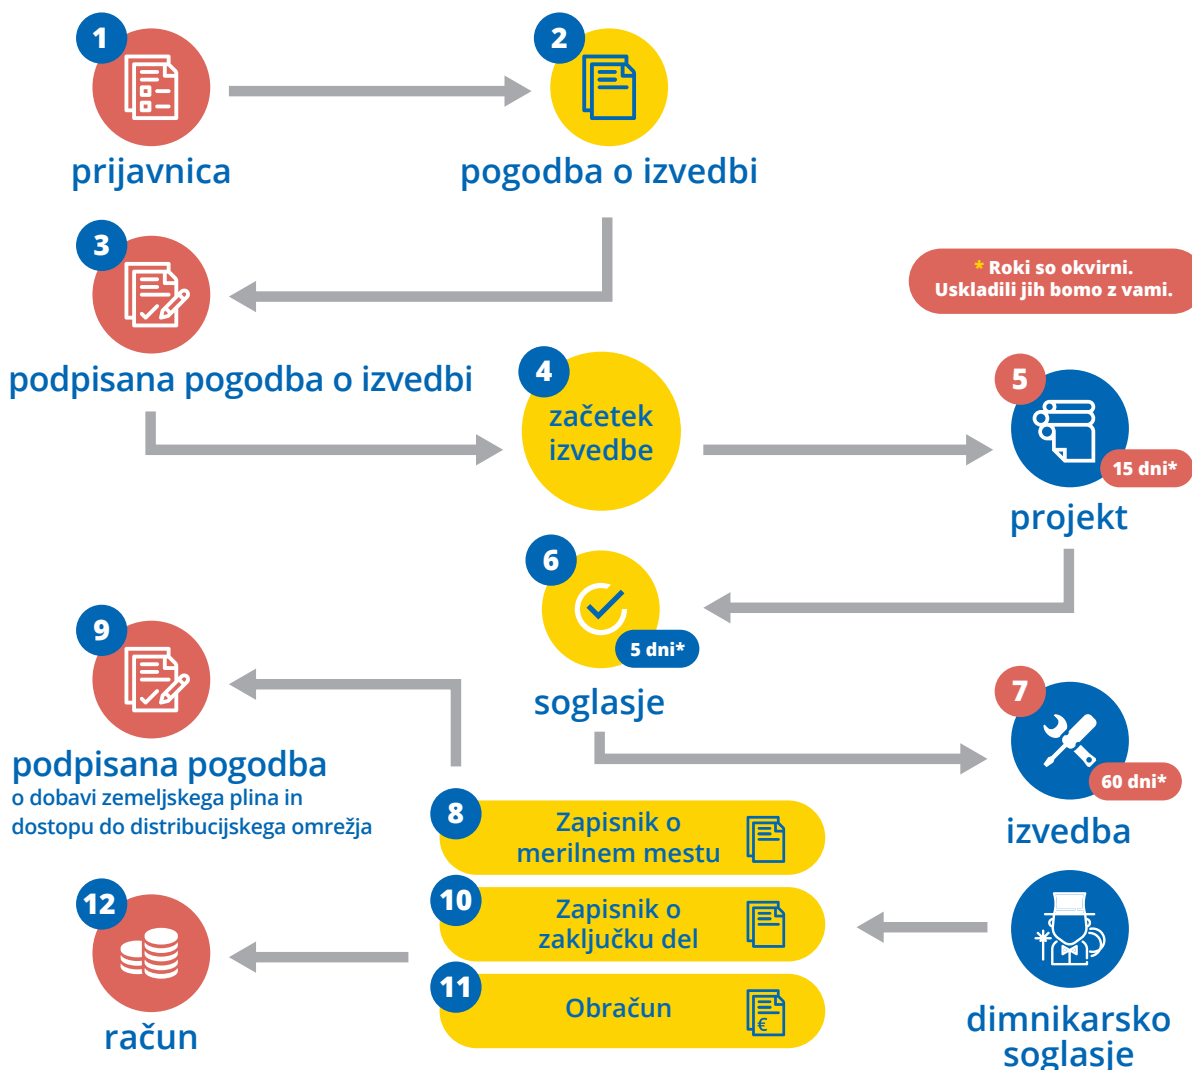 1
prijavnica
2
pogodba o izvedbi
3
podpisana pogodba o izvedbi
* Roki so okvirni.
Uskladili jih bomo z vami.
4
začetek
izvedbe
5
15 dni*
projekt
6
5 dni*
soglasje
7
60 dni*
izvedba
8
Zapisnik o
merilnem mestu
9
podpisana pogodba
o dobavi zemeljskega plina in
dostopu do distribucijskega omrežja
10
Zapisnik o
zaključku del
11
Obračun
€
12
račun
dimnikarsko
soglasje